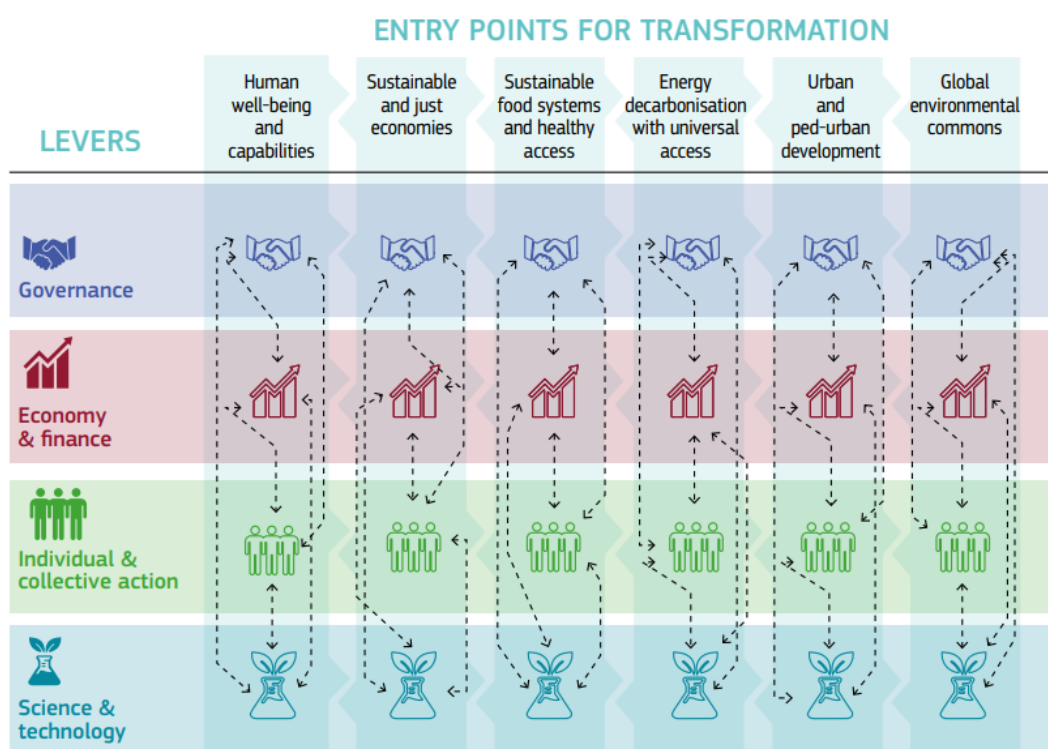 ENTRY POINTS FOR TRANSFORMATION
LEVERS
Human
well-being
and
capabilities
Sustainable
and just
economies
Sustainable
food systems
and healthy
access
Energy
decarbonisation
with universal
access
Urban
and
ped-urban
development
Global
environmental
commons
Governance
Economy
& finance
Individual &
collective action
Science &
technology